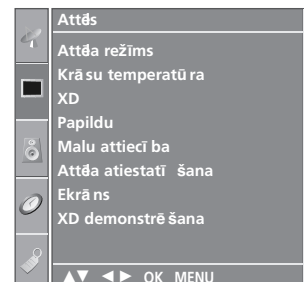 Attēls
Attēla režīms
Krāsu temperatūra
XD
Papildu
Malu attiecība
Attēla atiestatīšana
Ekrāns
XD demonstrēšana
▲▼ ◄► OK MENU